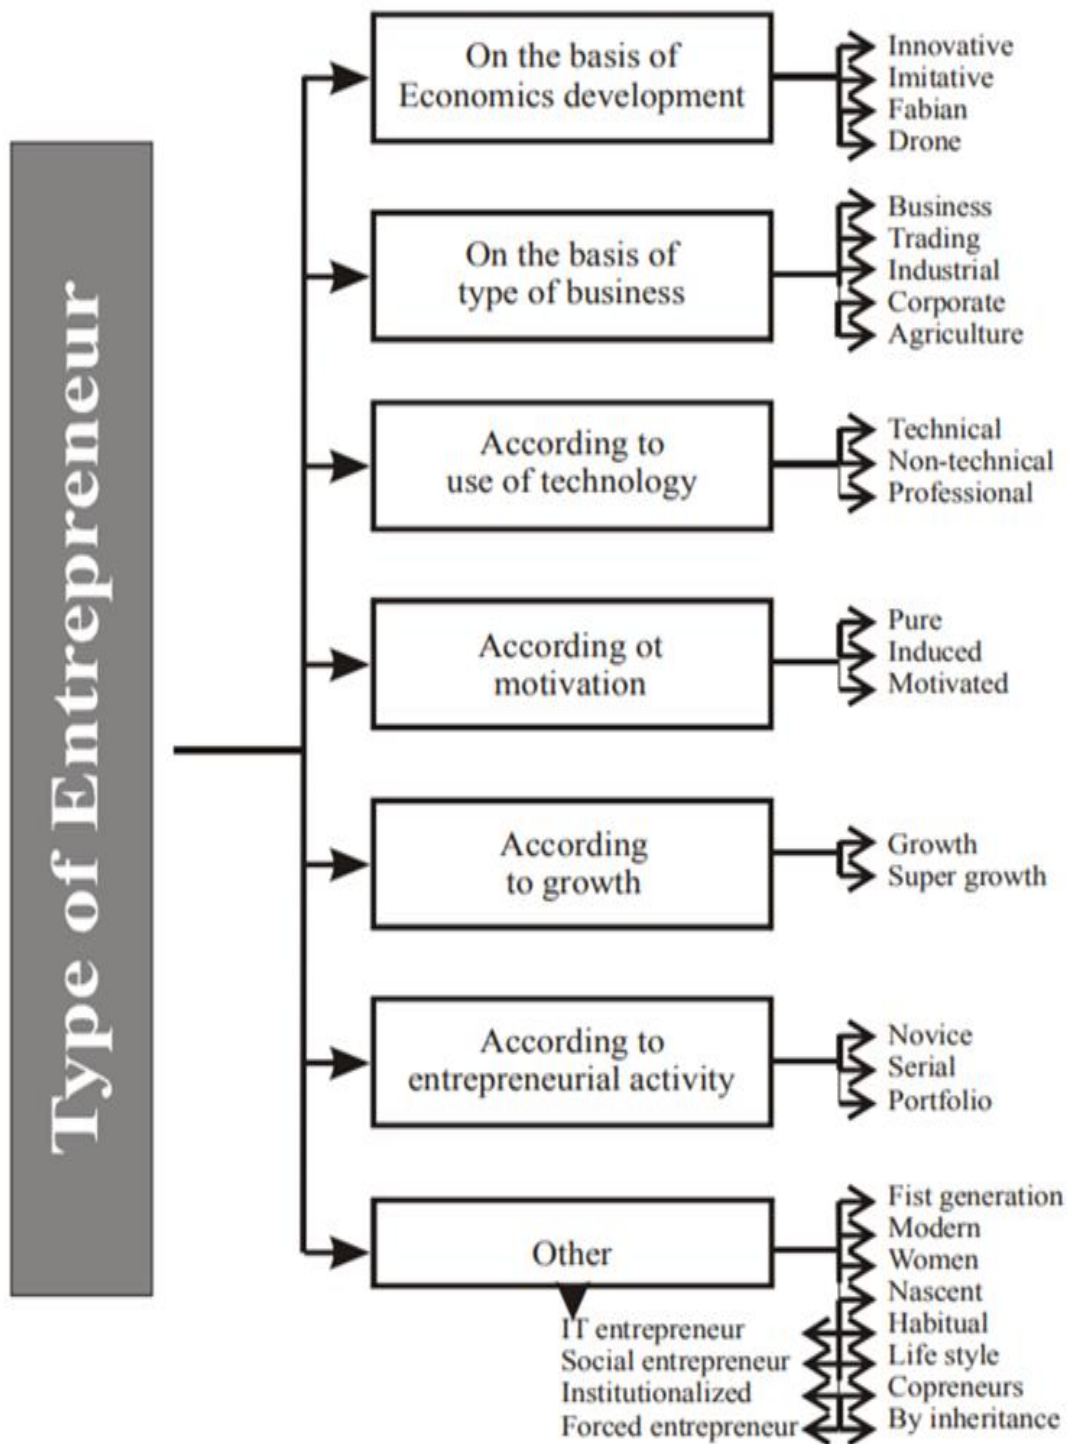 Type of Entrepreneur
On the basis of
Economics development
Innovative
Imitative
Fabian
Drone
On the basis of
type of business
Business
Trading
Industrial
Corporate
Agriculture
According to
use of technology
Technical
Non-technical
Professional
According ot
motivation
Pure
Induced
Motivated
According
to growth
Growth
Super growth
According to
entrepreneurial activity
Novice
Serial
Portfolio
Other
Fist generation
Modern
Women
Nascent
Habitual
Life style
Copreneurs
By inheritance
IT entrepreneur
Social entrepreneur
Institutionalized
Forced entrepreneur